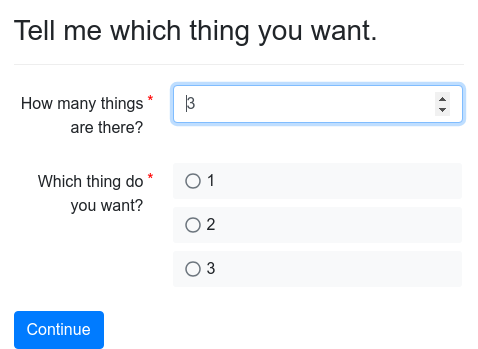 Tell me which thing you want.
How many things *
are there?
3
Which thing do *
you want?
1
2
3
Continue